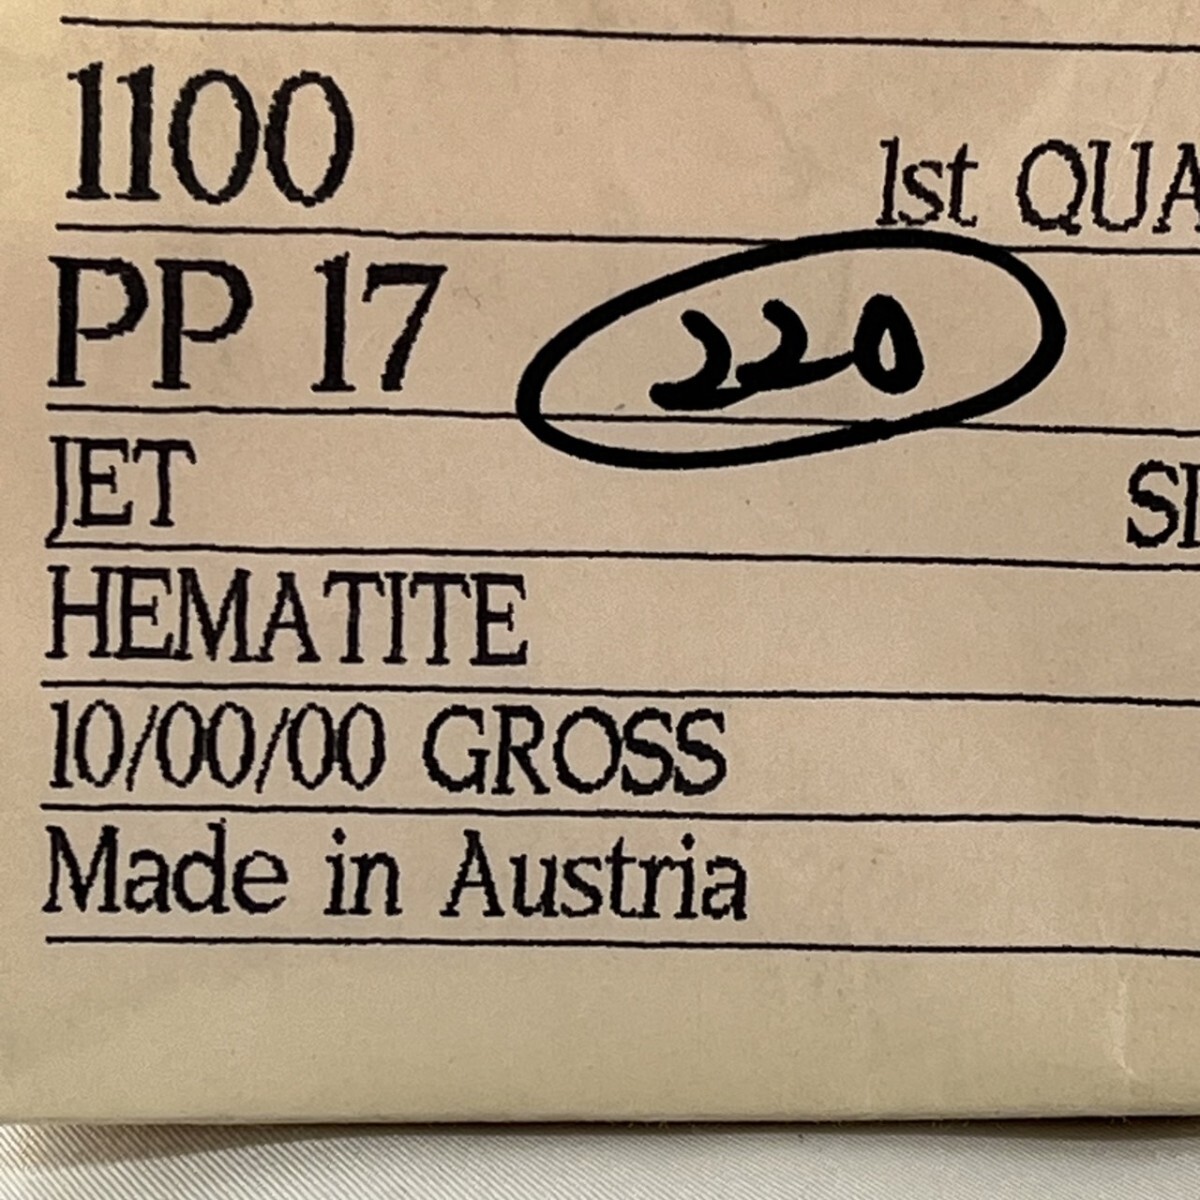 1100
1st QUA
PP 17 220
JET
HEMATITE
10/00/00 GROSS
Made in Austria